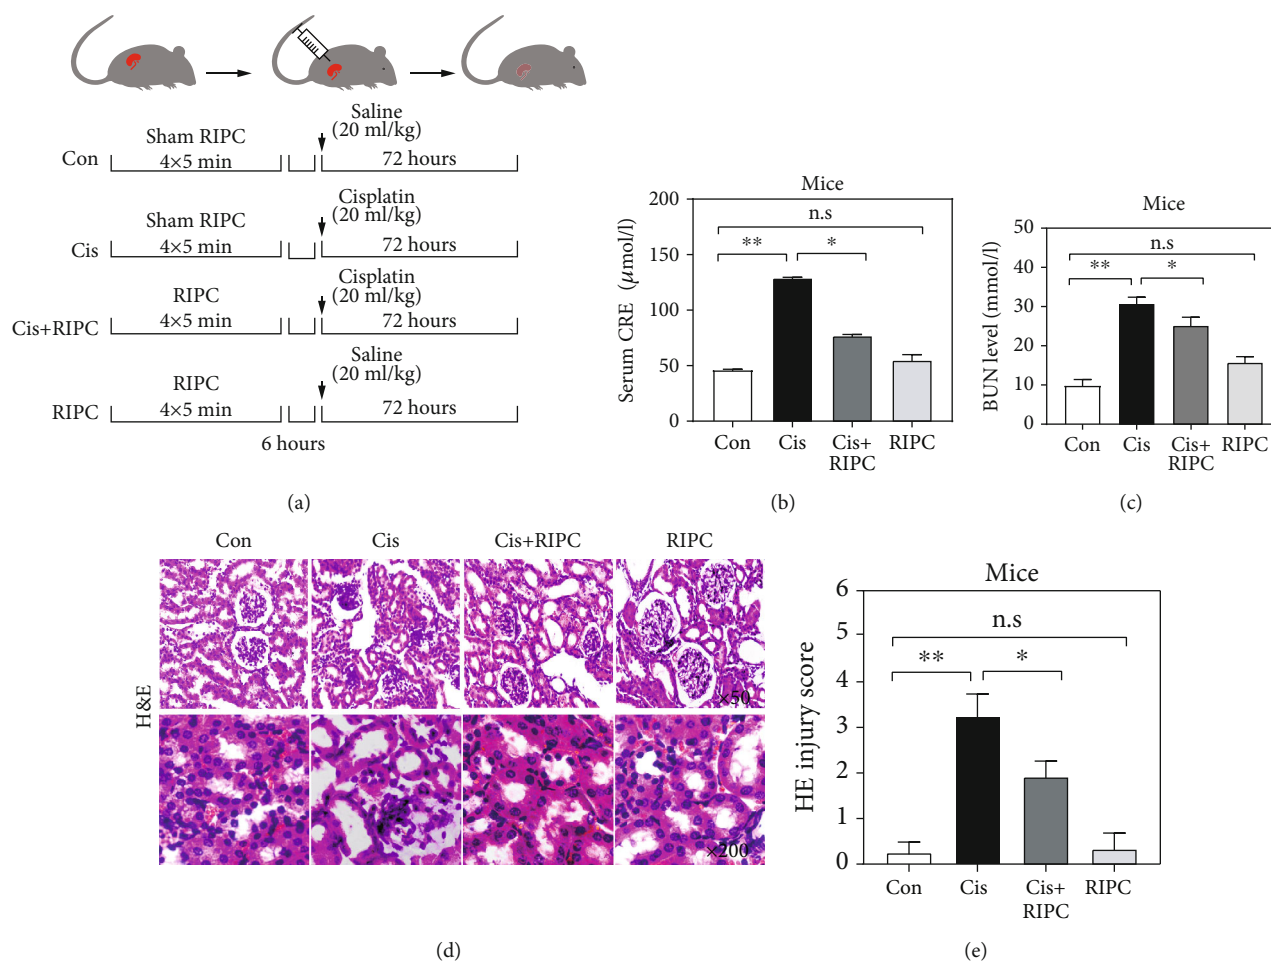 Saline
(20 ml/kg)
Sham RIPC
Con
4×5 min
72 hours
Cisplatin
(20 ml/kg)
Sham RIPC
Cis
4×5 min
72 hours
Cisplatin
(20 ml/kg)
RIPC
Cis+RIPC
4×5 min
72 hours
Saline
(20 ml/kg)
RIPC
RIPC
4×5 min
72 hours
6 hours
(a)
Mice
Serum CRE (μmol/l)
200
150
100
50
0
n.s
**
*
Con
Cis
Cis+
RIPC
RIPC
(b)
Mice
BUN level (mmol/l)
50
40
30
20
10
0
n.s
**
*
Con
Cis
Cis+
RIPC
RIPC
(c)
Con
Cis
Cis+RIPC
RIPC
H&E
×50
×200
(d)
Mice
HE injury score
6
5
4
3
2
1
0
n.s
**
*
Con
Cis
Cis+
RIPC
RIPC
(e)